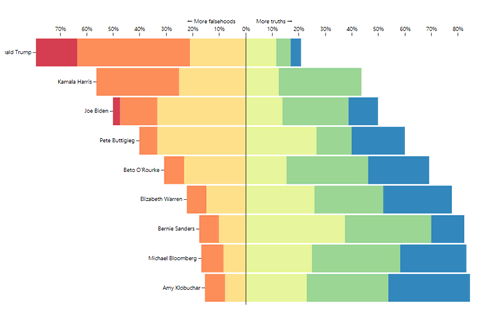 ← More falsehoods More truths →
70% 60% 50% 40% 30% 20% 10% 0% 10% 20% 30% 40% 50% 60% 70% 80%
ald Trump
Kamala Harris
Joe Biden
Pete Buttigieg
Beto O'Rourke
Elizabeth Warren
Bernie Sanders
Michael Bloomberg
Amy Klobuchar